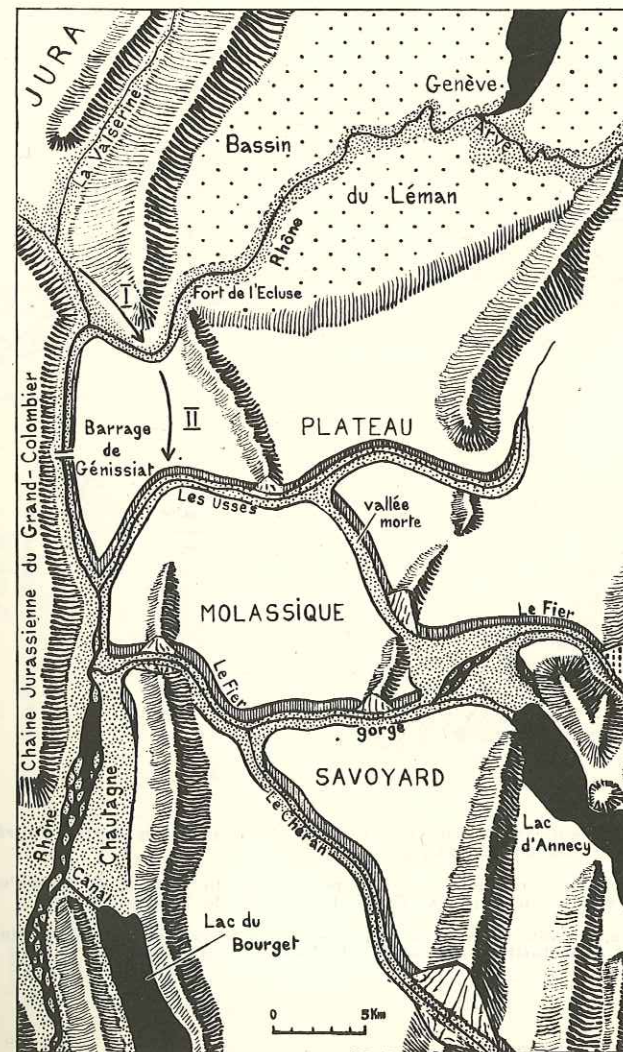 JURA
La Valserine
Genève
Arve
Bassin
du Léman
Rhône
Fort de l'Ecluse
I
II
Barrage
de
Génissiat
PLATEAU
Les Usses
vallée
morte
Chaine Jurassienne du Grand-Colombier
MOLASSIQUE
Le Fier
Le Fier
gorge
SAVOYARD
Le Chéran
Chautagne
Rhône
Canal
Lac
d'Annecy
Lac du
Bourget
0 5 Km